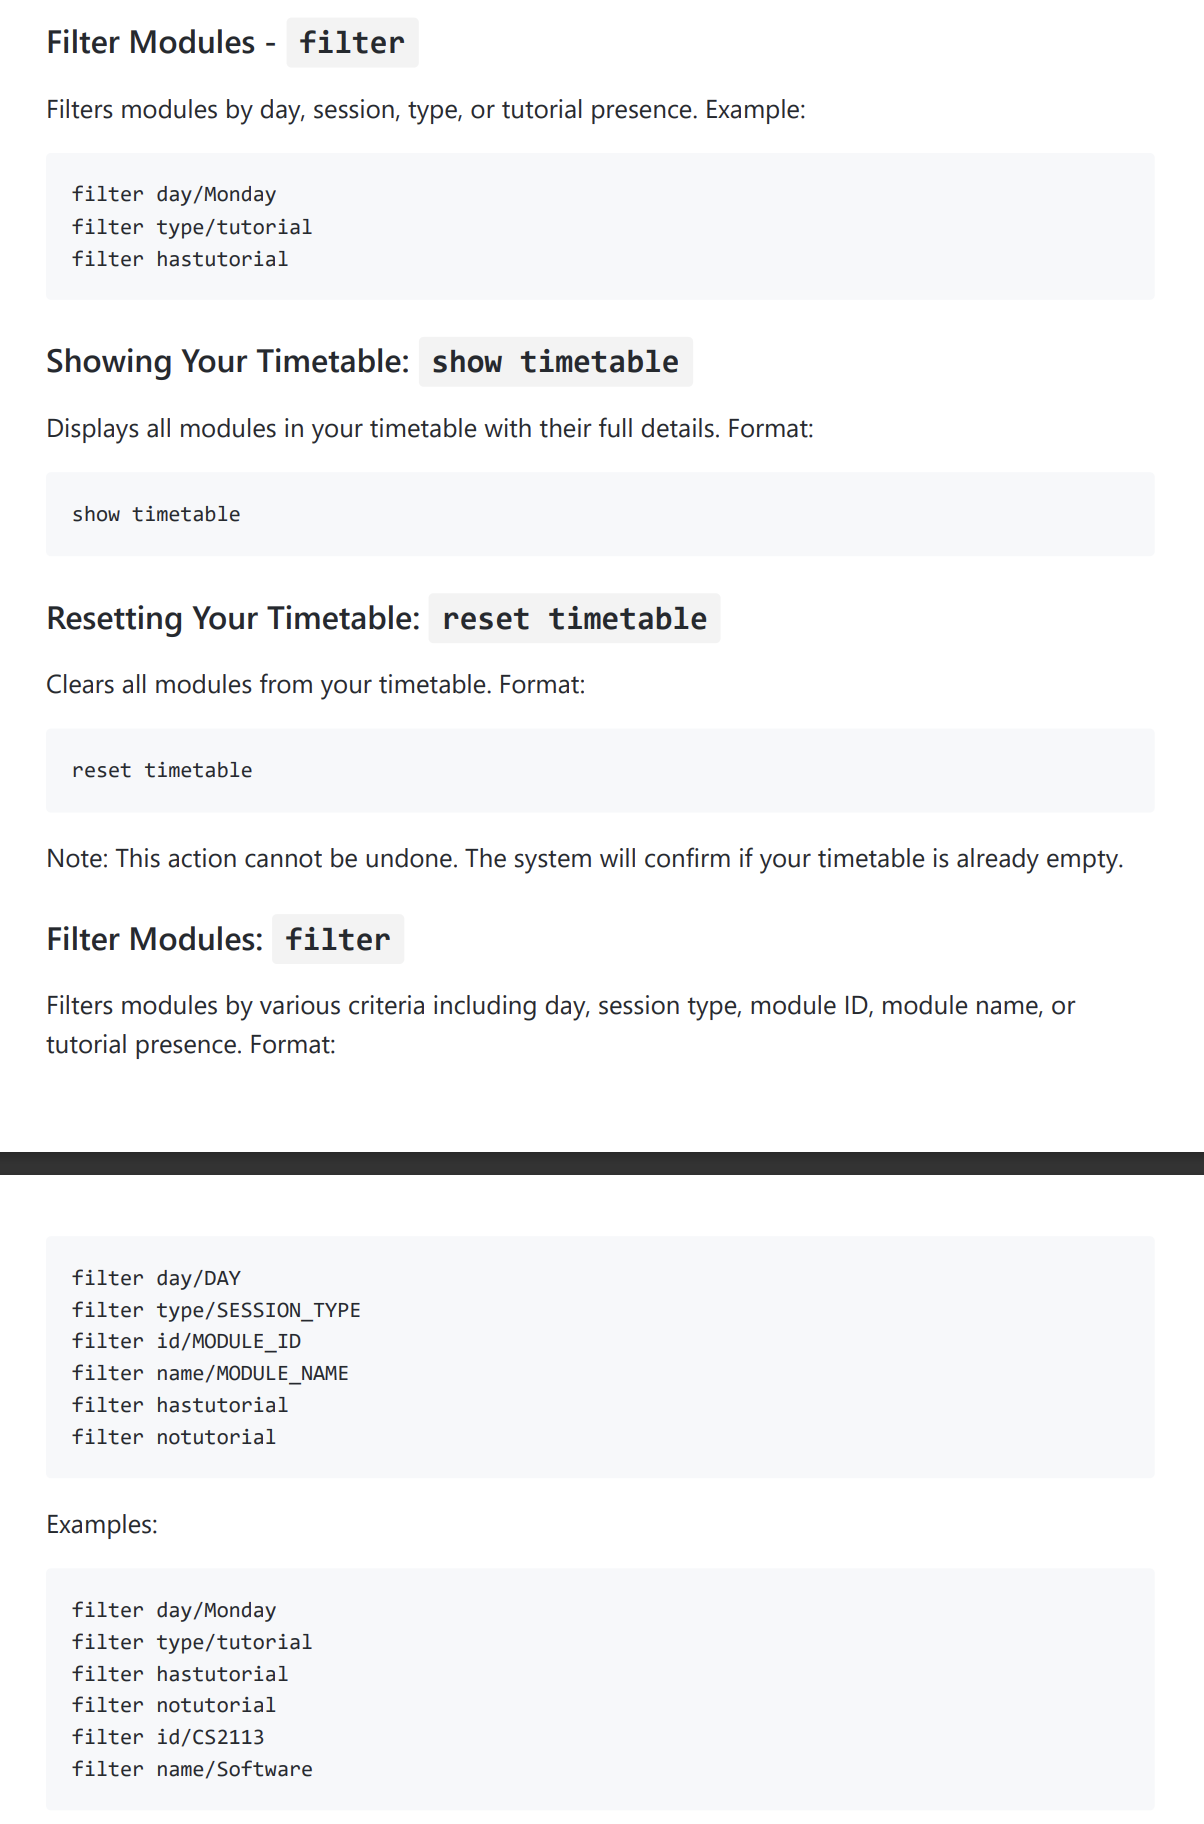 Filter Modules - filter
Filters modules by day, session, type, or tutorial presence. Example:
filter day/Monday
filter type/tutorial
filter hastutorial
Showing Your Timetable: show timetable
Displays all modules in your timetable with their full details. Format:
show timetable
Resetting Your Timetable: reset timetable
Clears all modules from your timetable. Format:
reset timetable
Note: This action cannot be undone. The system will confirm if your timetable is already empty.
Filter Modules: filter
Filters modules by various criteria including day, session type, module ID, module name, or
tutorial presence. Format:
filter day/DAY
filter type/SESSION_TYPE
filter id/MODULE_ID
filter name/MODULE_NAME
filter hastutorial
filter notutorial
Examples:
filter day/Monday
filter type/tutorial
filter hastutorial
filter notutorial
filter id/CS2113
filter name/Software